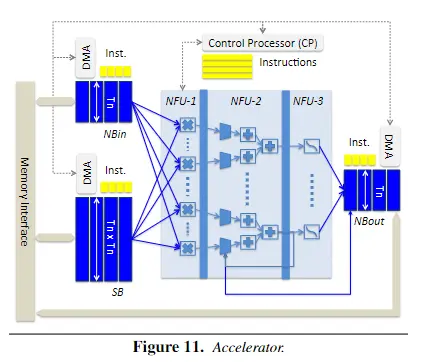 Control Processor (CP)
Instructions
DMA
Inst.
Tn
NBin
DMA
Inst.
Tn x Tn
SB
Memory Interface
NFU-1
NFU-2
NFU-3
Inst.
DMA
Tn
NBout
Figure 11. Accelerator.